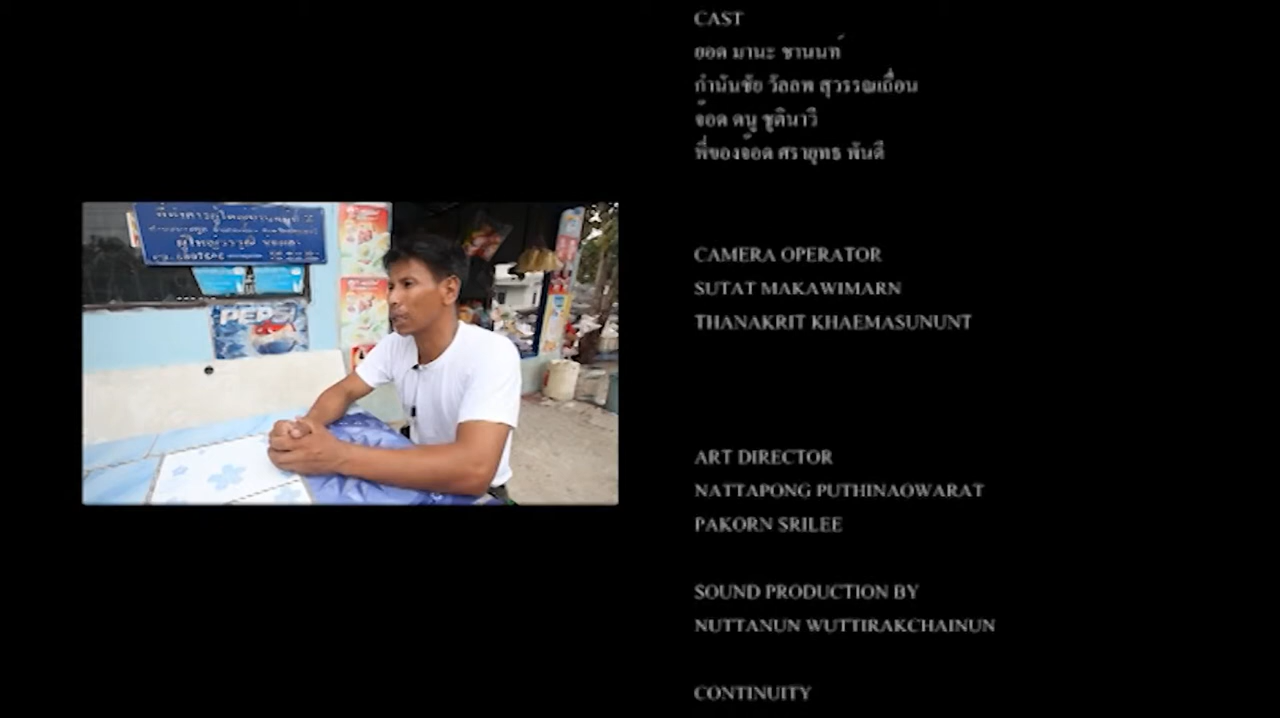 CAST
ยอด มานะ ชานนท์
กำนันชัย วัลลพ สุวรรณเถื่อน
จ๊อด ดนู ชูตินาวี
พี่ของจ๊อด ศรายุทธ พันดี
CAMERA OPERATOR
SUTAT MAKAWIMARN
THANAKRIT KHAEMASUNUNT
ART DIRECTOR
NATTAPONG PUTHINAOWARAT
PAKORN SRILEE
SOUND PRODUCTION BY
NUTTANUN WUTTIRAKCHAINUN
CONTINUITY
PEPSI